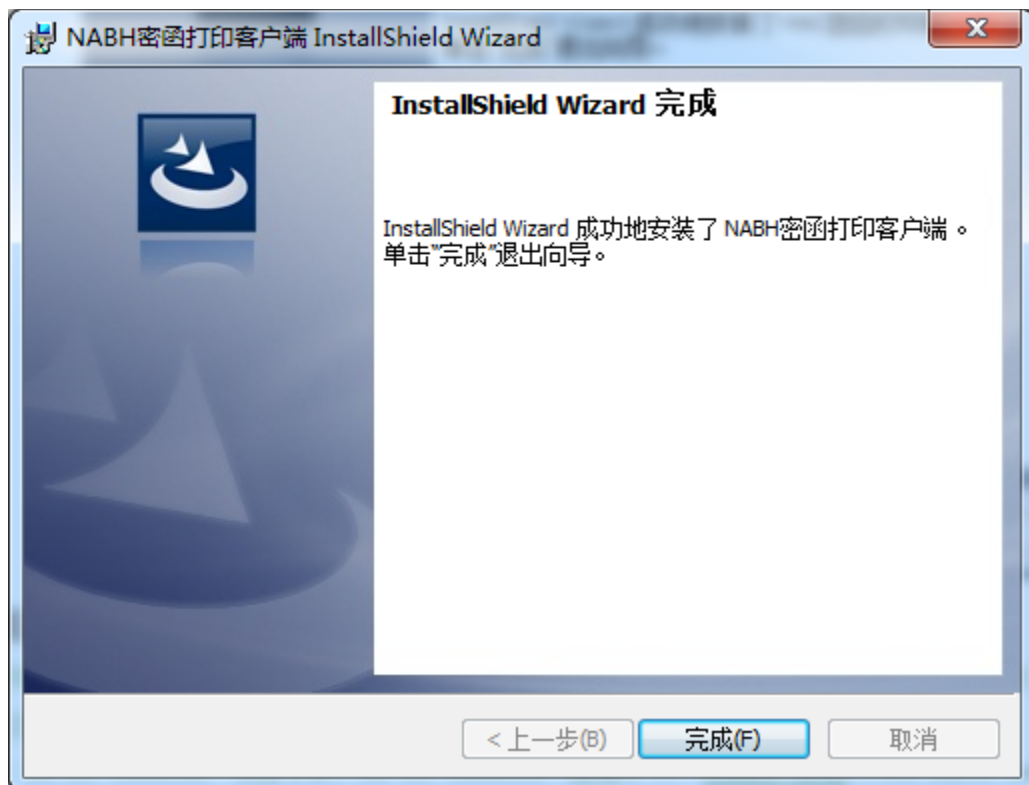 NABH密函打印客户端 InstallShield Wizard
InstallShield Wizard 完成
InstallShield Wizard 成功地安装了 NABH密函打印客户端。
单击"完成"退出向导。
< 上一步(B)
完成(F)
取消